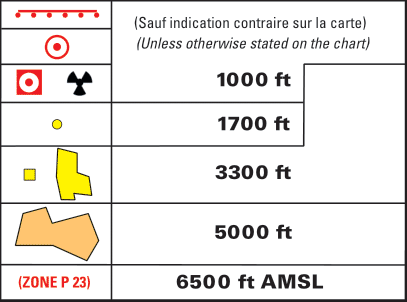 (Sauf indication contraire sur la carte)
(Unless otherwise stated on the chart)
1000 ft
1700 ft
3300 ft
5000 ft
(ZONE P 23) 6500 ft AMSL